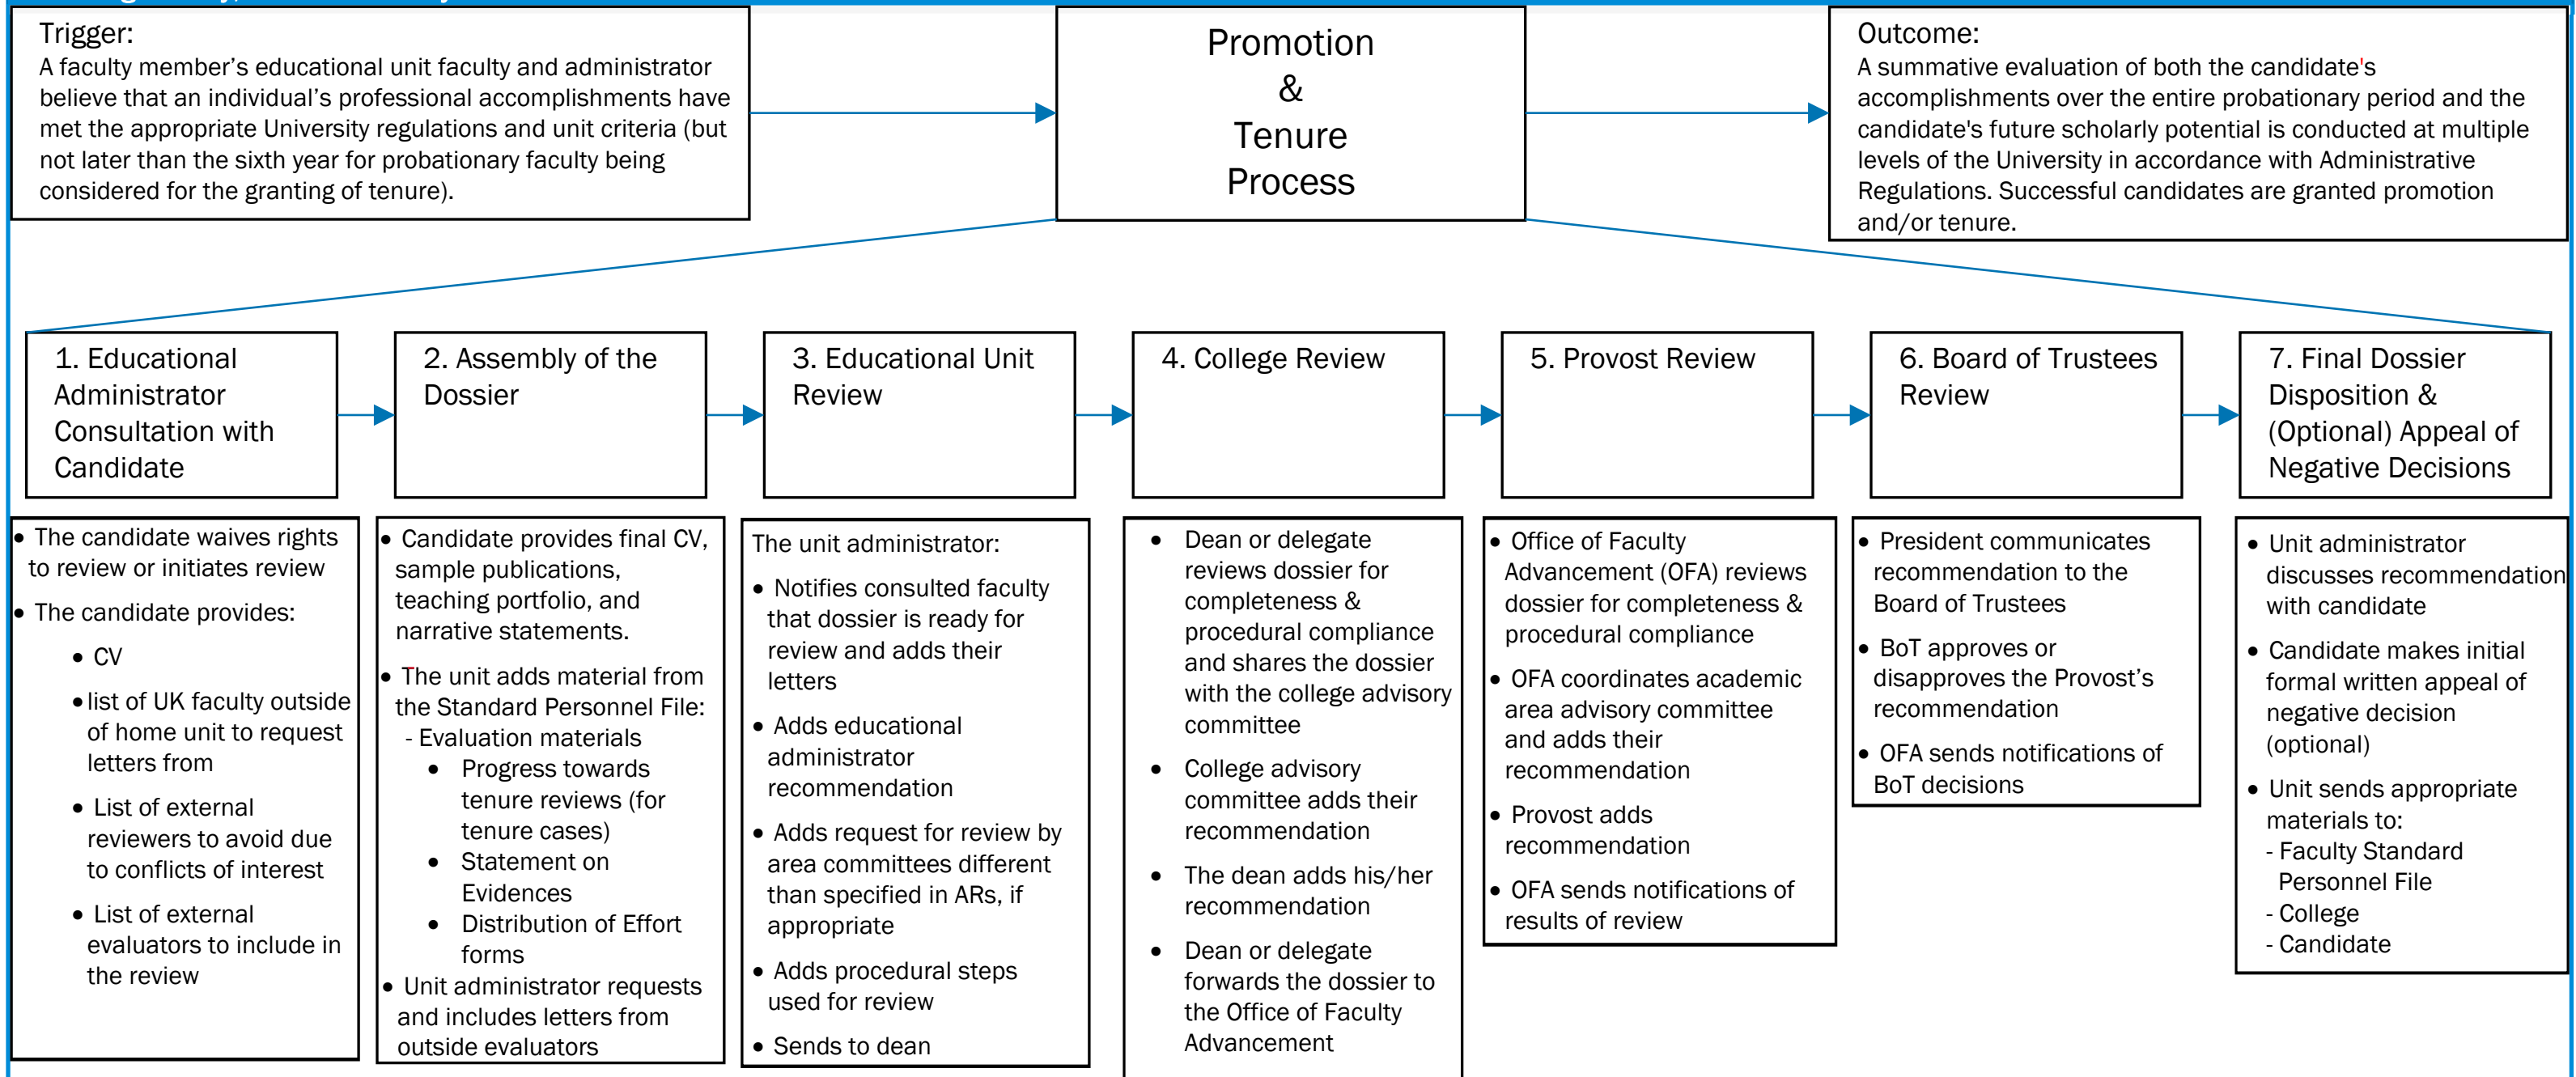 Trigger:
A faculty member’s educational unit faculty and administrator
believe that an individual’s professional accomplishments have
met the appropriate University regulations and unit criteria (but
not later than the sixth year for probationary faculty being
considered for the granting of tenure).
Promotion
&
Tenure
Process
Outcome:
A summative evaluation of both the candidate's
accomplishments over the entire probationary period and the
candidate's future scholarly potential is conducted at multiple
levels of the University in accordance with Administrative
Regulations. Successful candidates are granted promotion
and/or tenure.
1. Educational
Administrator
Consultation with
Candidate
2. Assembly of the
Dossier
3. Educational Unit
Review
4. College Review
5. Provost Review
6. Board of Trustees
Review
7. Final Dossier
Disposition &
(Optional) Appeal of
Negative Decisions
• The candidate waives rights
to review or initiates review
• The candidate provides:
• CV
• list of UK faculty outside
of home unit to request
letters from
• List of external
reviewers to avoid due
to conflicts of interest
• List of external
evaluators to include in
the review
• Candidate provides final CV,
sample publications,
teaching portfolio, and
narrative statements.
• The unit adds material from
the Standard Personnel File:
- Evaluation materials
• Progress towards
tenure reviews (for
tenure cases)
• Statement on
Evidences
• Distribution of Effort
forms
• Unit administrator requests
and includes letters from
outside evaluators
The unit administrator:
• Notifies consulted faculty
that dossier is ready for
review and adds their
letters
• Adds educational
administrator
recommendation
• Adds request for review by
area committees different
than specified in ARs, if
appropriate
• Adds procedural steps
used for review
• Sends to dean
• Dean or delegate
reviews dossier for
completeness &
procedural compliance
and shares the dossier
with the college advisory
committee
• College advisory
committee adds their
recommendation
• The dean adds his/her
recommendation
• Dean or delegate
forwards the dossier to
the Office of Faculty
Advancement
• Office of Faculty
Advancement (OFA) reviews
dossier for completeness &
procedural compliance
• OFA coordinates academic
area advisory committee
and adds their
recommendation
• Provost adds
recommendation
• OFA sends notifications of
results of review
• President communicates
recommendation to the
Board of Trustees
• BoT approves or
disapproves the Provost’s
recommendation
• OFA sends notifications of
BoT decisions
• Unit administrator
discusses recommendation
with candidate
• Candidate makes initial
formal written appeal of
negative decision
(optional)
• Unit sends appropriate
materials to:
- Faculty Standard
Personnel File
- College
- Candidate